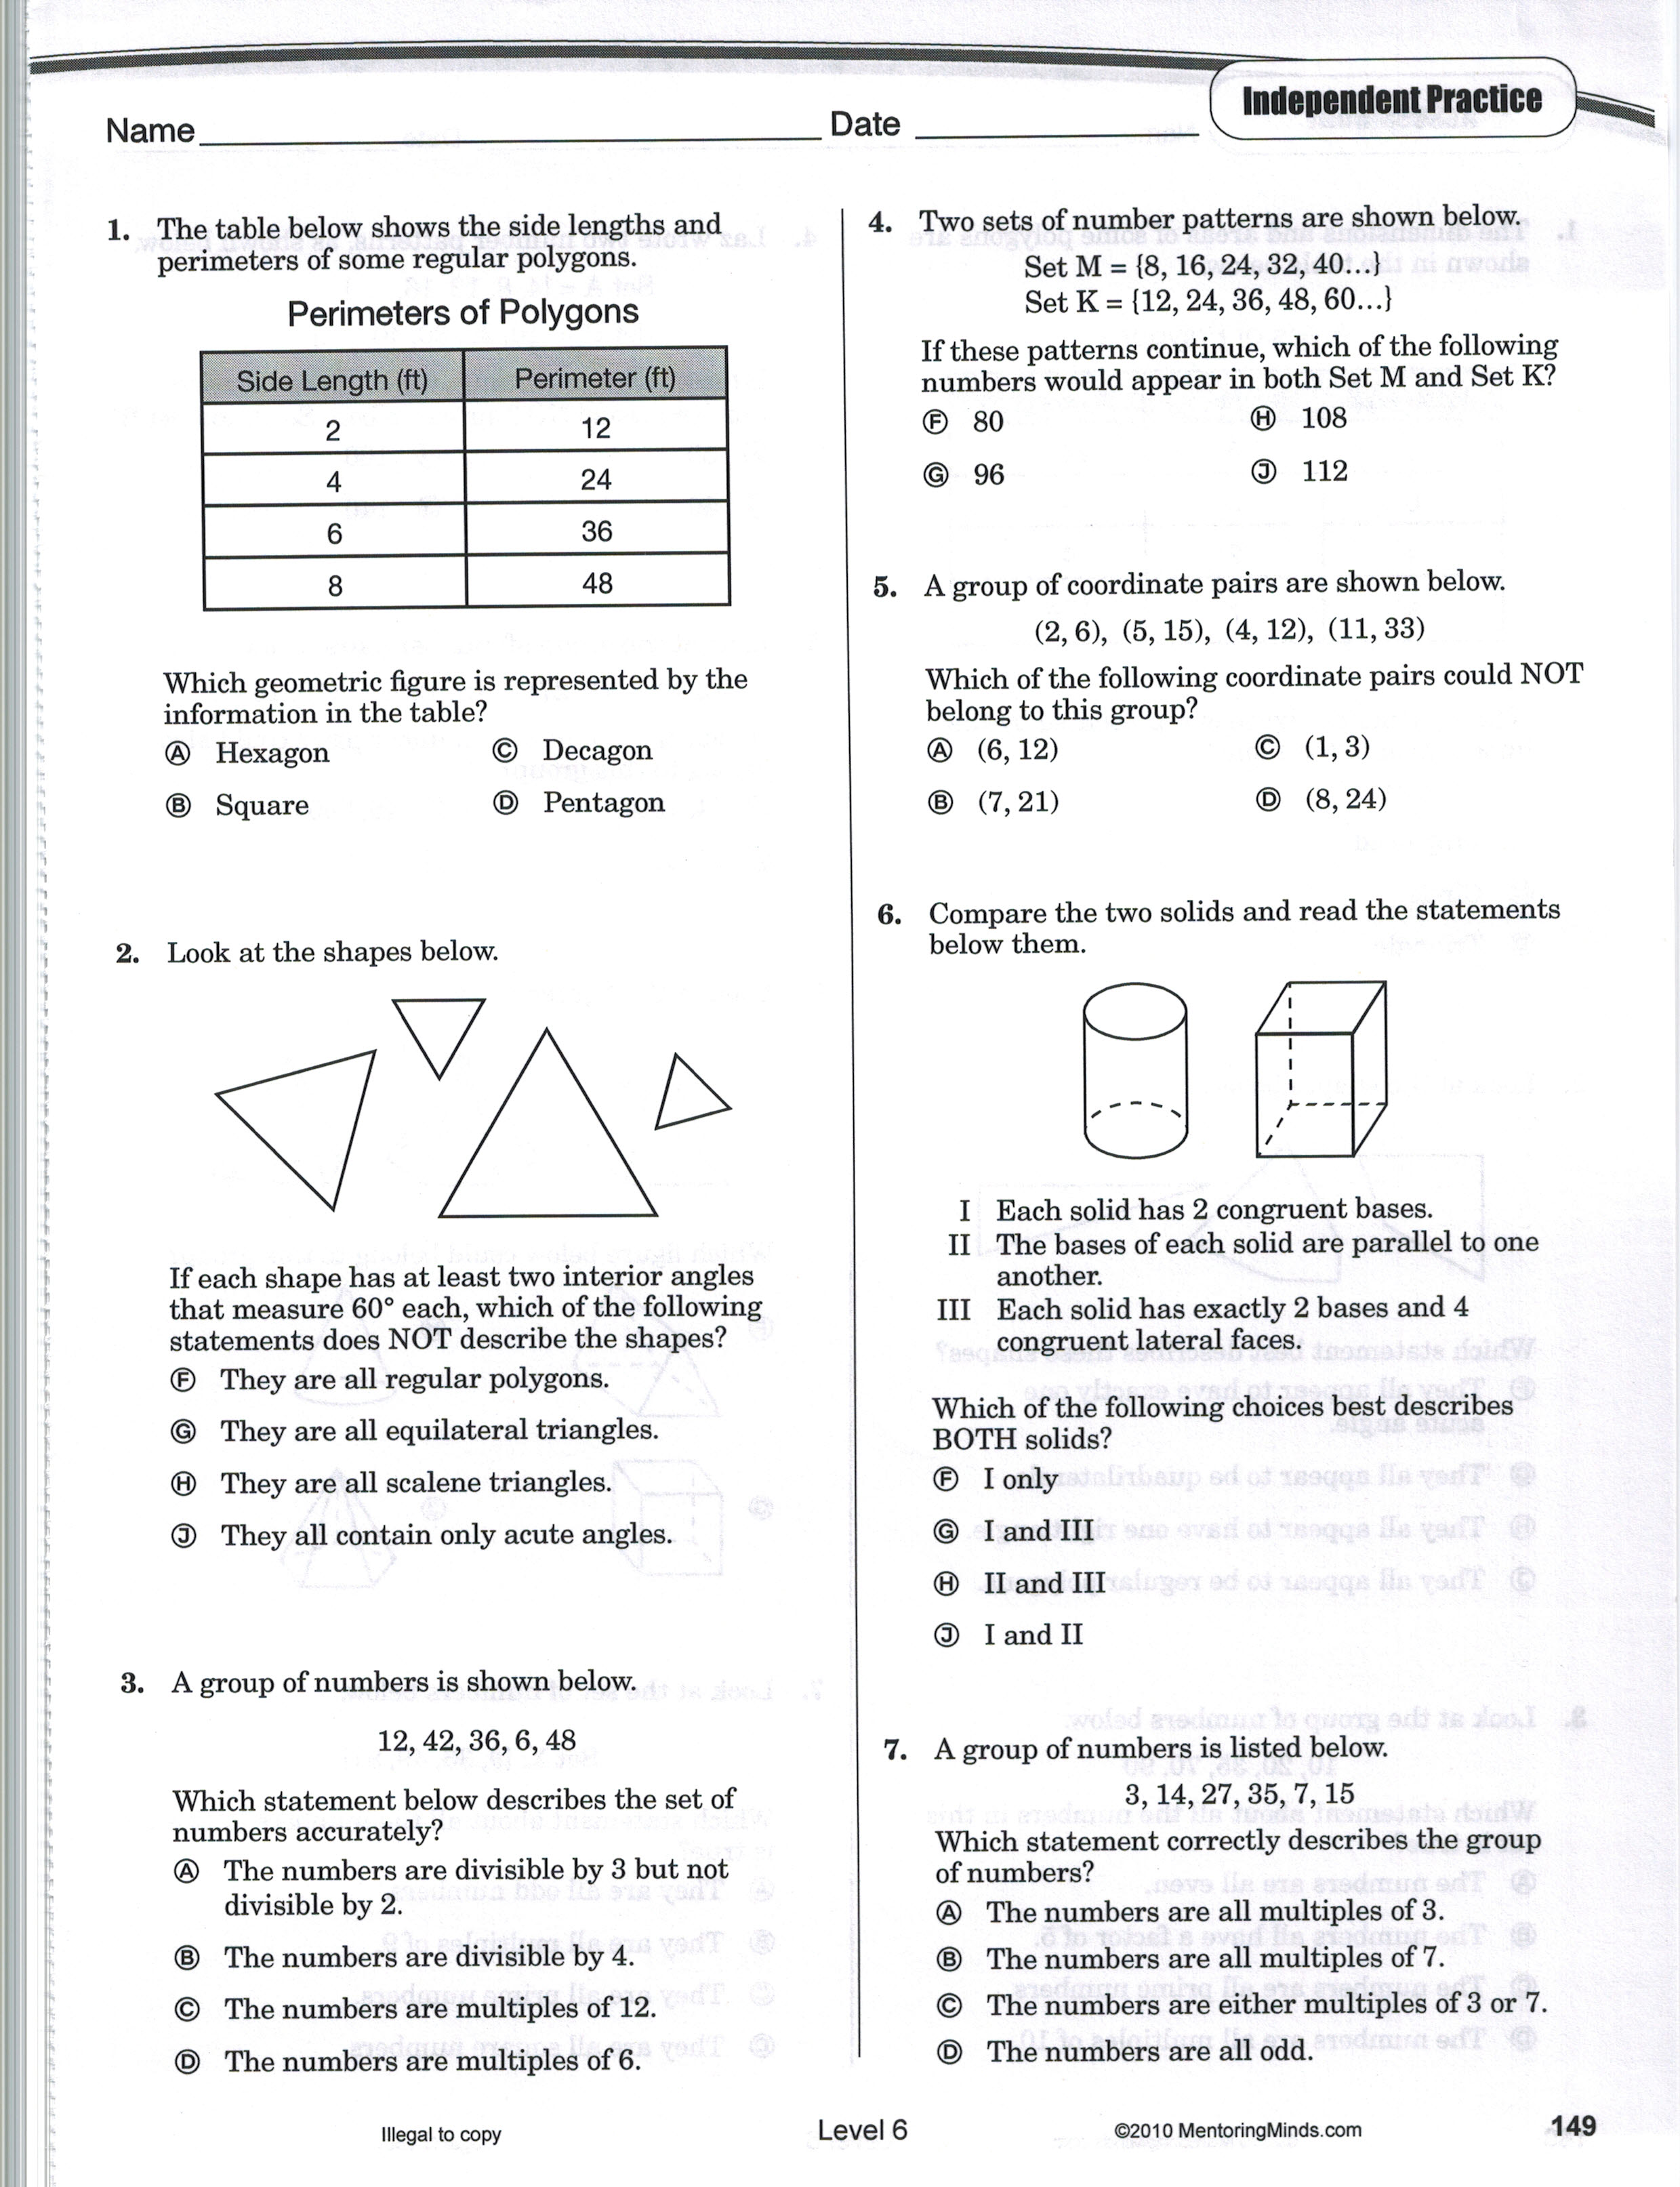 Independent Practice
Name Date
1. The table below shows the side lengths and
perimeters of some regular polygons.
Perimeters of Polygons
Side Length (ft) Perimeter (ft)
2 12
4 24
6 36
8 48
Which geometric figure is represented by the
information in the table?
Ⓐ Hexagon Ⓒ Decagon
Ⓑ Square Ⓓ Pentagon
2. Look at the shapes below.
If each shape has at least two interior angles
that measure 60° each, which of the following
statements does NOT describe the shapes?
Ⓕ They are all regular polygons.
Ⓖ They are all equilateral triangles.
Ⓗ They are all scalene triangles.
Ⓙ They all contain only acute angles.
3. A group of numbers is shown below.
12, 42, 36, 6, 48
Which statement below describes the set of
numbers accurately?
Ⓐ The numbers are divisible by 3 but not
divisible by 2.
Ⓑ The numbers are divisible by 4.
Ⓒ The numbers are multiples of 12.
Ⓓ The numbers are multiples of 6.
4. Two sets of number patterns are shown below.
Set M = {8, 16, 24, 32, 40...}
Set K = {12, 24, 36, 48, 60...}
If these patterns continue, which of the following
numbers would appear in both Set M and Set K?
Ⓕ 80 Ⓗ 108
Ⓖ 96 Ⓙ 112
5. A group of coordinate pairs are shown below.
(2, 6), (5, 15), (4, 12), (11, 33)
Which of the following coordinate pairs could NOT
belong to this group?
Ⓐ (6, 12) Ⓒ (1, 3)
Ⓑ (7, 21) Ⓓ (8, 24)
6. Compare the two solids and read the statements
below them.
I Each solid has 2 congruent bases.
II The bases of each solid are parallel to one
another.
III Each solid has exactly 2 bases and 4
congruent lateral faces.
Which of the following choices best describes
BOTH solids?
Ⓕ I only
Ⓖ I and III
Ⓗ II and III
Ⓙ I and II
7. A group of numbers is listed below.
3, 14, 27, 35, 7, 15
Which statement correctly describes the group
of numbers?
Ⓐ The numbers are all multiples of 3.
Ⓑ The numbers are all multiples of 7.
Ⓒ The numbers are either multiples of 3 or 7.
Ⓓ The numbers are all odd.
Illegal to copy Level 6 ©2010 MentoringMinds.com 149